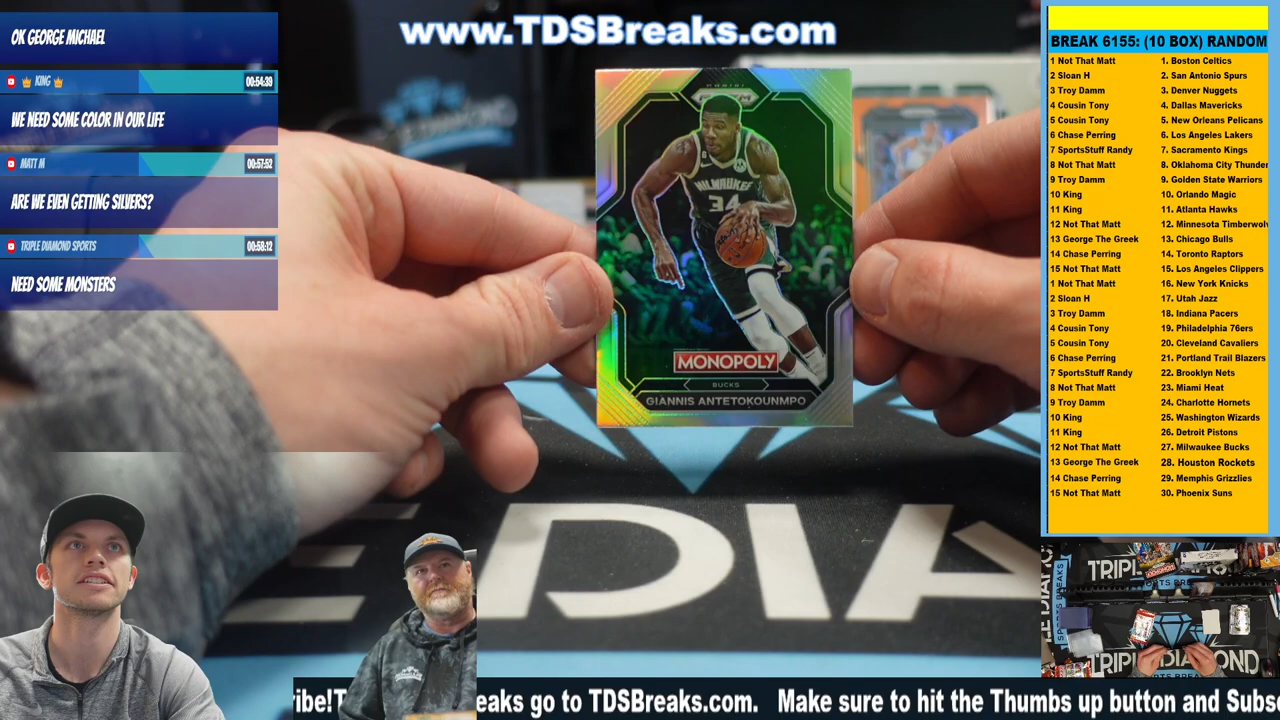 OK GEORGE MICHAEL
KING
00:54:39
WE NEED SOME COLOR IN OUR LIFE
MATT M
00:57:52
ARE WE EVEN GETTING SILVERS?
TRIPLE DIAMOND SPORTS
00:58:12
NEED SOME MONSTERS
www.TDSBreaks.com
PANINI
PRIZM
MILWAUKEE
34
MONOPOLY
BUCKS
GIANNIS ANTETOKOUNMPO
E DIA
BREAK 6155: (10 BOX) RANDOM
1 Not That Matt 1. Boston Celtics
2 Sloan H 2. San Antonio Spurs
3 Troy Damm 3. Denver Nuggets
4 Cousin Tony 4. Dallas Mavericks
5 Cousin Tony 5. New Orleans Pelicans
6 Chase Perring 6. Los Angeles Lakers
7 SportsStuff Randy 7. Sacramento Kings
8 Not That Matt 8. Oklahoma City Thunder
9 Troy Damm 9. Golden State Warriors
10 King 10. Orlando Magic
11 King 11. Atlanta Hawks
12 Not That Matt 12. Minnesota Timberwolv
13 George The Greek 13. Chicago Bulls
14 Chase Perring 14. Toronto Raptors
15 Not That Matt 15. Los Angeles Clippers
1 Not That Matt 16. New York Knicks
2 Sloan H 17. Utah Jazz
3 Troy Damm 18. Indiana Pacers
4 Cousin Tony 19. Philadelphia 76ers
5 Cousin Tony 20. Cleveland Cavaliers
6 Chase Perring 21. Portland Trail Blazers
7 SportsStuff Randy 22. Brooklyn Nets
8 Not That Matt 23. Miami Heat
9 Troy Damm 24. Charlotte Hornets
10 King 25. Washington Wizards
11 King 26. Detroit Pistons
12 Not That Matt 27. Milwaukee Bucks
13 George The Greek 28. Houston Rockets
14 Chase Perring 29. Memphis Grizzlies
15 Not That Matt 30. Phoenix Suns
TRIPLE DIAMOND
ribe!T eaks go to TDSBreaks.com. Make sure to hit the Thumbs up button and Subs